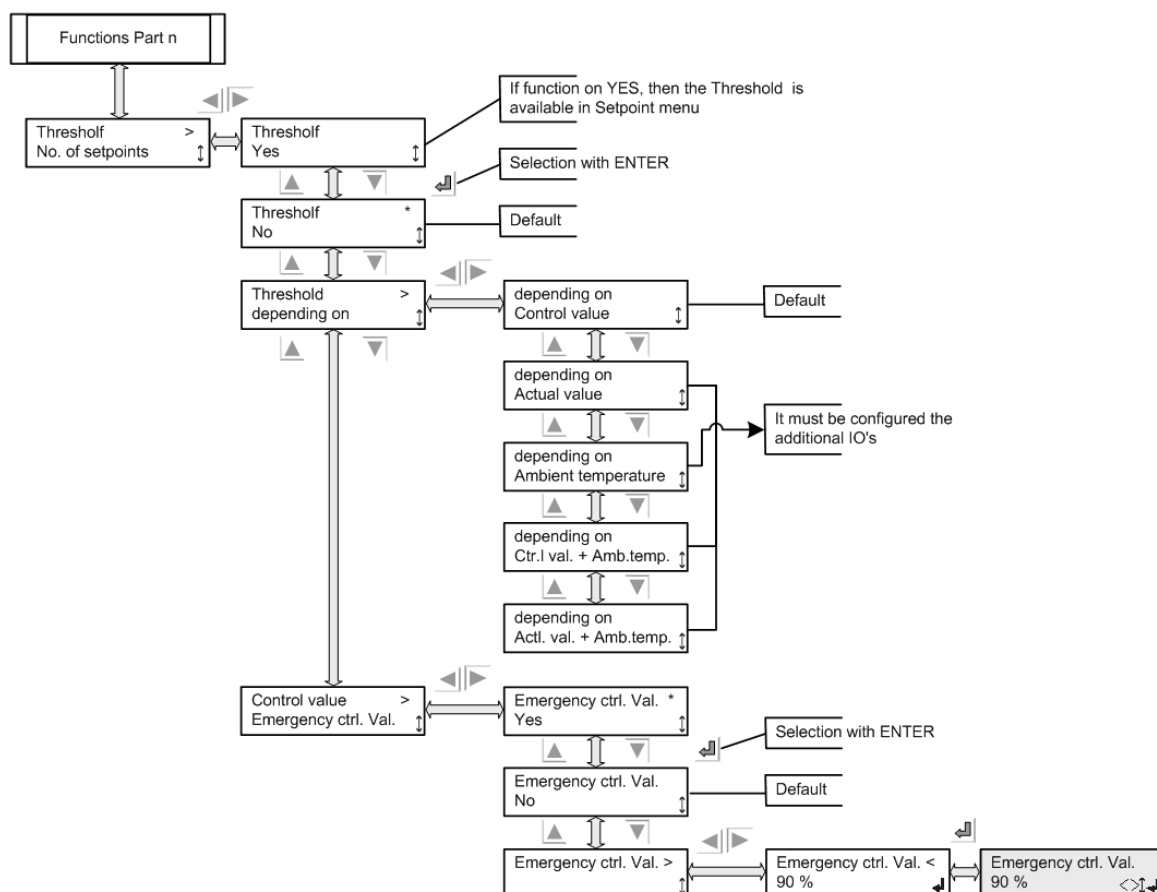 Functions Part n
If function on YES, then the Threshold is
available in Setpoint menu
Thresholf >
No. of setpoints
Thresholf
Yes
Selection with ENTER
Thresholf *
No
Default
Threshold >
depending on
depending on
Control value
Default
depending on
Actual value
It must be configured the
additional IO's
depending on
Ambient temperature
depending on
Ctr.l val. + Amb.temp.
depending on
Actl. val. + Amb.temp.
Control value >
Emergency ctrl. Val.
Emergency ctrl. Val. *
Yes
Selection with ENTER
Emergency ctrl. Val.
No
Default
Emergency ctrl. Val. >
Emergency ctrl. Val. <
90 %
Emergency ctrl. Val.
90 % <>